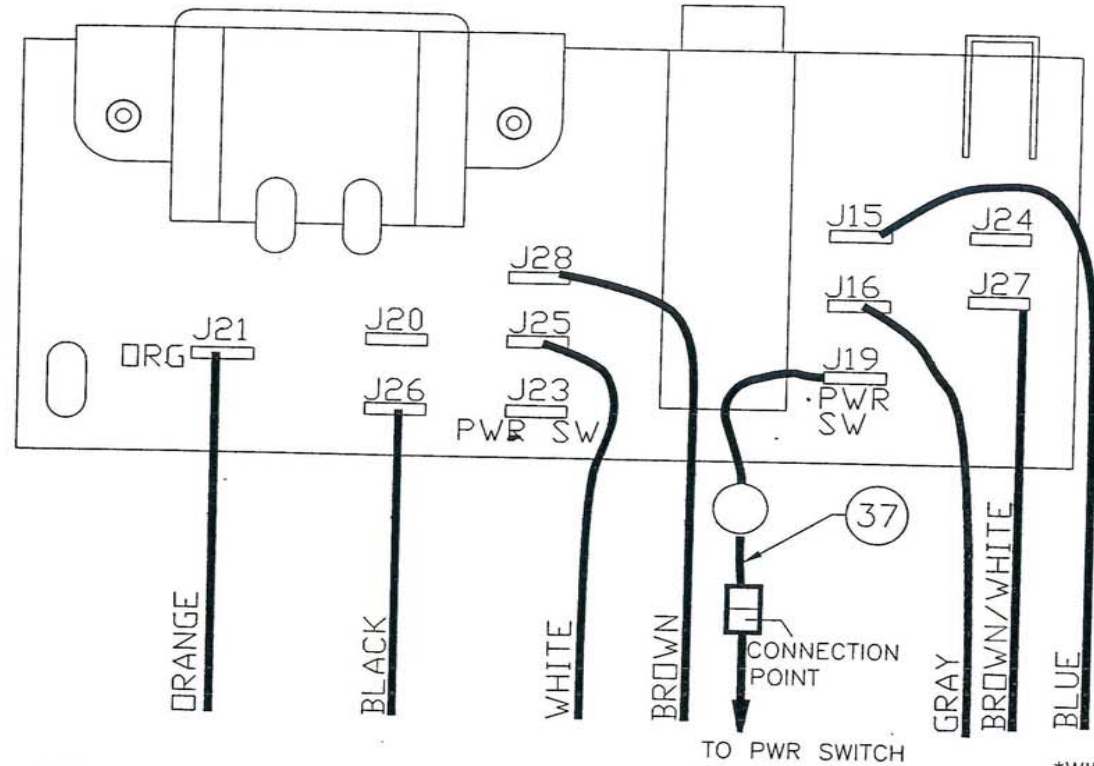 J15
J24
J28
J16
J27
J21
J20
J25
ORG
J19
J26
J23
PWR
SW
PWR SW
37
ORANGE
BLACK
WHITE
BROWN
CONNECTION
POINT
GRAY
BROWN/WHITE
BLUE
TO PWR SWITCH